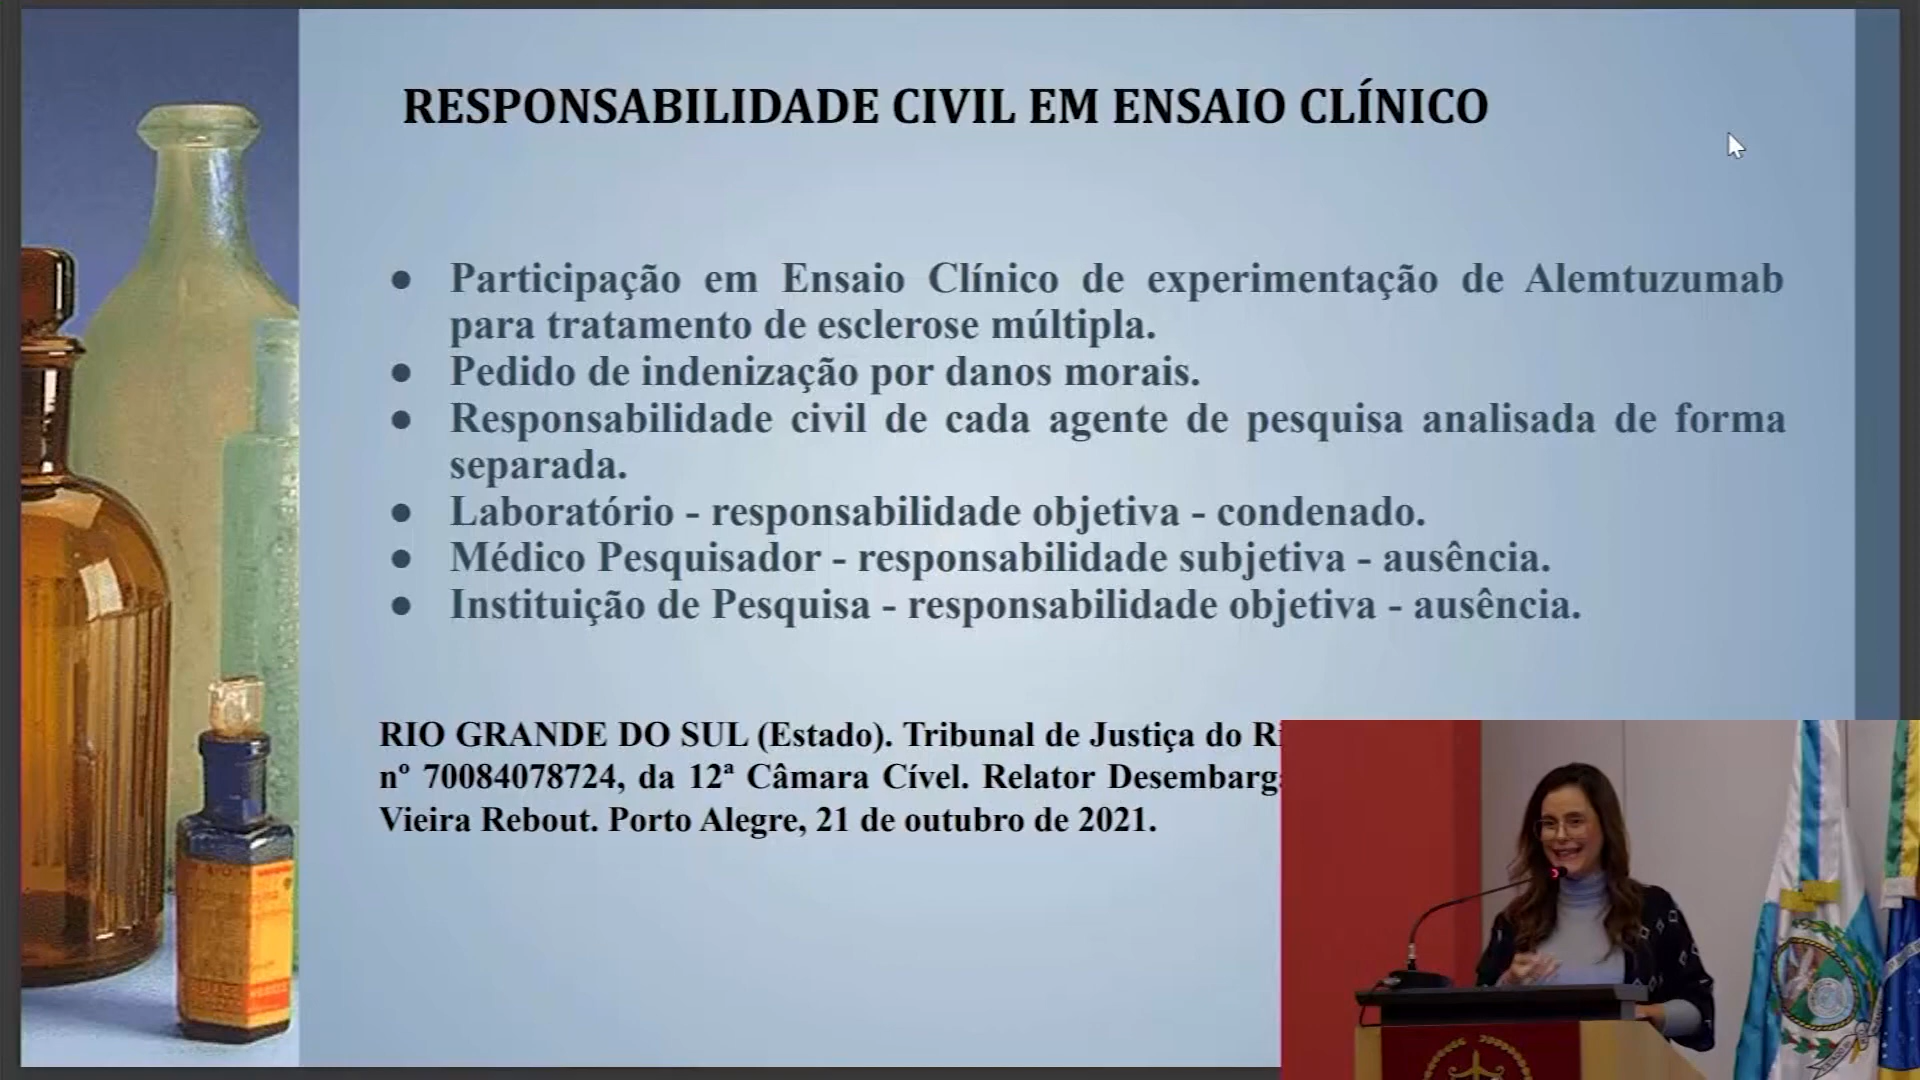 RESPONSABILIDADE CIVIL EM ENSAIO CLÍNICO
● Participação em Ensaio Clínico de experimentação de Alemtuzumab
para tratamento de esclerose múltipla.
● Pedido de indenização por danos morais.
● Responsabilidade civil de cada agente de pesquisa analisada de forma
separada.
● Laboratório - responsabilidade objetiva - condenado.
● Médico Pesquisador - responsabilidade subjetiva - ausência.
● Instituição de Pesquisa - responsabilidade objetiva - ausência.
RIO GRANDE DO SUL (Estado). Tribunal de Justiça do
nº 70084078724, da 12ª Câmara Cível. Relator
Vieira Rebout. Porto Alegre, 21 de outubro de 2021.